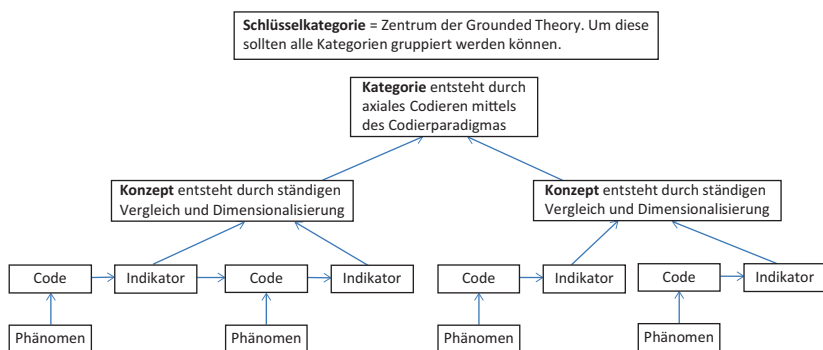 Schlüsselkategorie = Zentrum der Grounded Theory. Um diese
sollten alle Kategorien gruppiert werden können.
Kategorie entsteht durch
axiales Codieren mittels
des Codierparadigmas
Konzept entsteht durch ständigen
Vergleich und Dimensionalisierung
Konzept entsteht durch ständigen
Vergleich und Dimensionalisierung
Code
Indikator
Code
Indikator
Code
Indikator
Code
Indikator
Phänomen
Phänomen
Phänomen
Phänomen